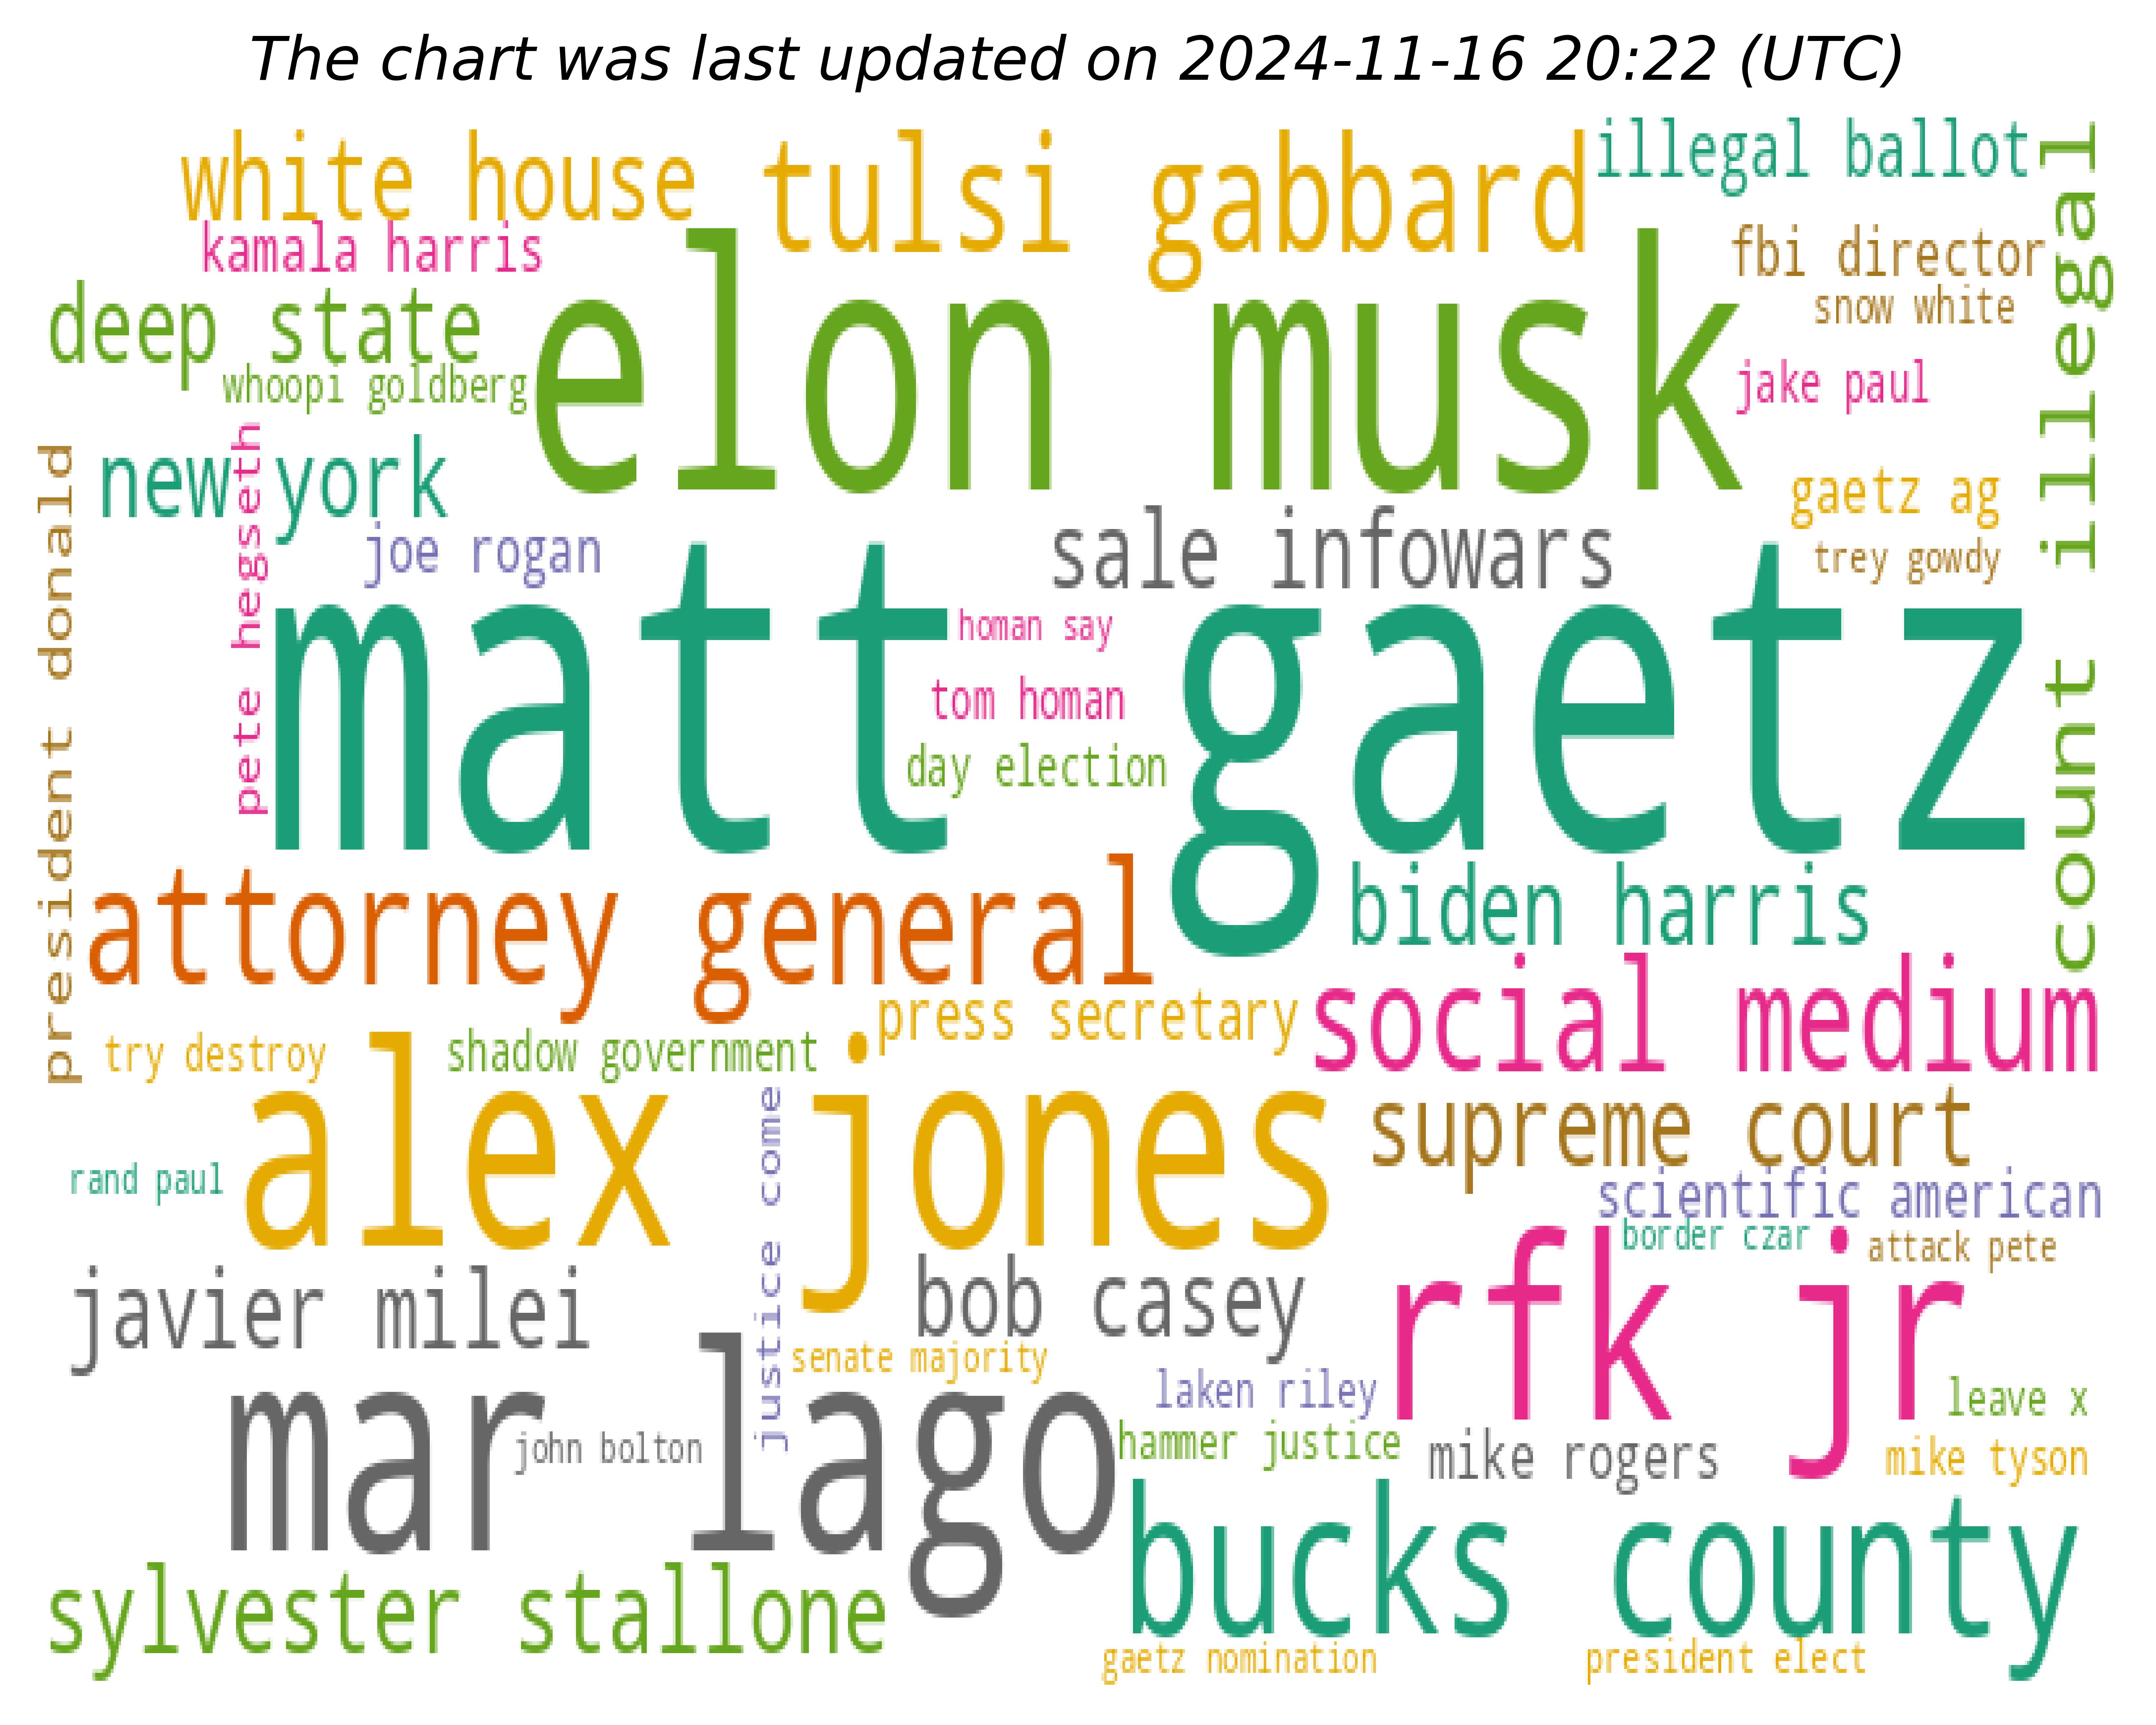 The chart was last updated on 2024-11-16 20:22 (UTC)
white house
tulsi gabbard
illegal ballot
count illegal
kamala harris
fbi director
deep state
elon musk
snow white
whoopi goldberg
jake paul
president donald
new york
pete hegseth
gaetz ag
joe rogan
sale infowars
trey gowdy
matt gaetz
homan say
tom homan
day election
attorney general
biden harris
press secretary
social medium
try destroy
shadow government
alex jones
justice come
supreme court
rand paul
scientific american
border czar
attack pete
javier milei
bob casey
rfk jr
senate majority
laken riley
leave x
mar lago
john bolton
hammer justice
mike rogers
mike tyson
bucks county
sylvester stallone
gaetz nomination
president elect